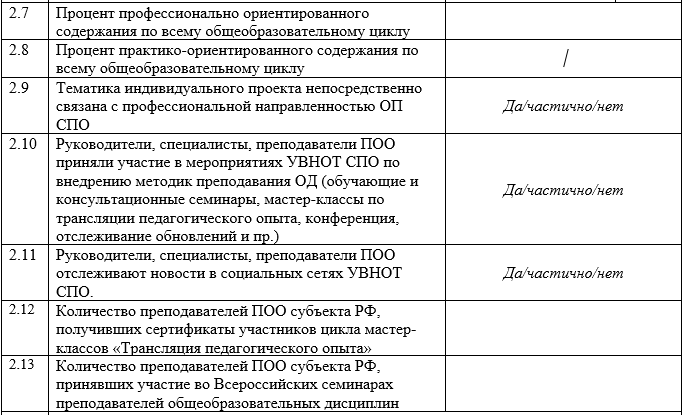 2.7 Процент профессионально ориентированного
содержания по всему общеобразовательному циклу
2.8 Процент практико-ориентированного содержания по
всему общеобразовательному циклу
/
2.9 Тематика индивидуального проекта непосредственно
связана с профессиональной направленностью ОП
СПО
Да/частично/нет
2.10 Руководители, специалисты, преподаватели ПОО
приняли участие в мероприятиях УВНОТ СПО по
внедрению методик преподавания ОД (обучающие и
консультационные семинары, мастер-классы по
трансляции педагогического опыта, конференция,
отслеживание обновлений и пр.)
Да/частично/нет
2.11 Руководители, специалисты, преподаватели ПОО
отслеживают новости в социальных сетях УВНОТ
СПО.
Да/частично/нет
2.12 Количество преподавателей ПОО субъекта РФ,
получивших сертификаты участников цикла мастер-
классов «Трансляция педагогического опыта»
2.13 Количество преподавателей ПОО субъекта РФ,
принявших участие во Всероссийских семинарах
преподавателей общеобразовательных дисциплин